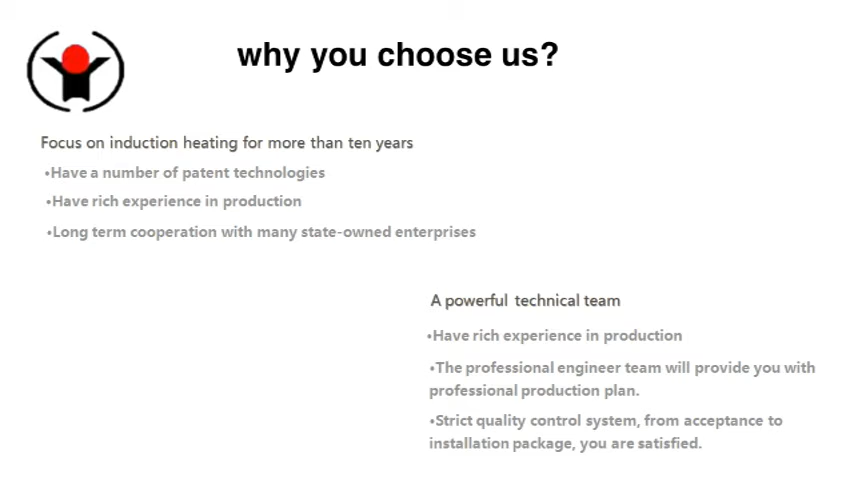 why you choose us?
Focus on induction heating for more than ten years
•Have a number of patent technologies
•Have rich experience in production
•Long term cooperation with many state-owned enterprises
A powerful technical team
•Have rich experience in production
•The professional engineer team will provide you with
professional production plan.
•Strict quality control system, from acceptance to
installation package, you are satisfied.